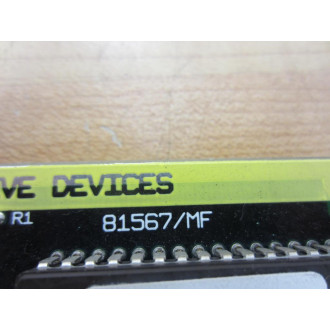 VE DEVICES
R1 81567/MF